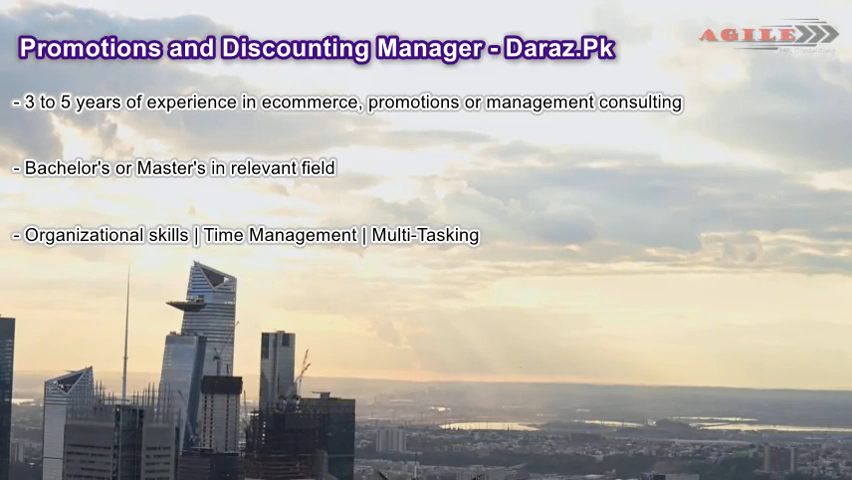 Promotions and Discounting Manager - Daraz.Pk
AGILE
- 3 to 5 years of experience in ecommerce, promotions or management consulting
- Bachelor's or Master's in relevant field
- Organizational skills | Time Management | Multi-Tasking